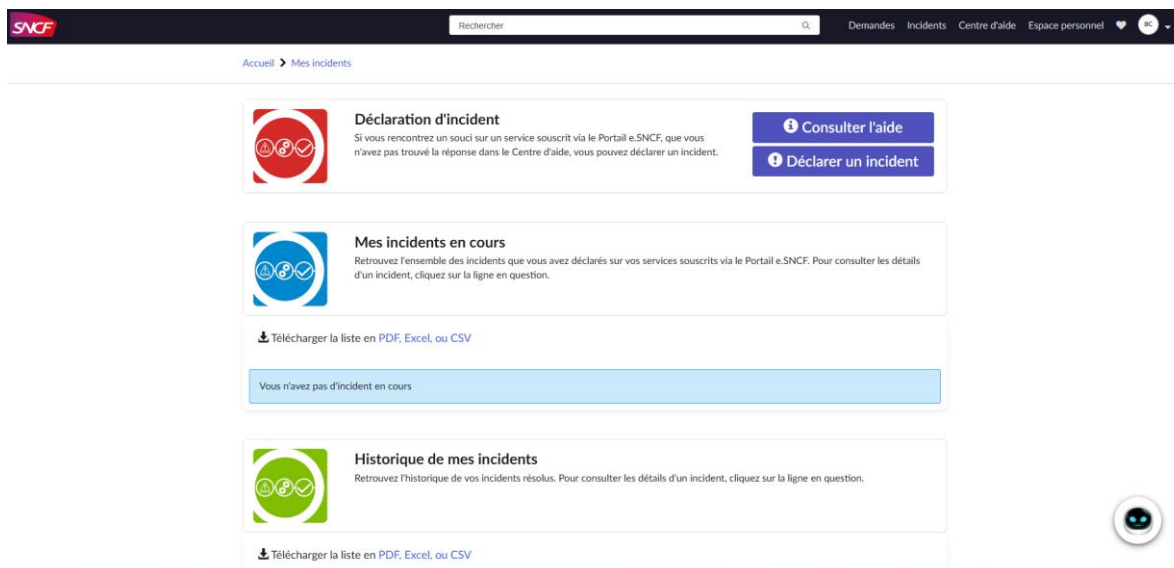 SNCF
Rechercher
Demandes Incidents Centre d'aide Espace personnel
Accueil > Mes incidents
Déclaration d'incident
Si vous rencontrez un souci sur un service souscrit via le Portail e.SNCF, que vous
n'avez pas trouvé la réponse dans le Centre d'aide, vous pouvez déclarer un incident.
Consulter l'aide
Déclarer un incident
Mes incidents en cours
Retrouvez l'ensemble des incidents que vous avez déclarés sur vos services souscrits via le Portail e.SNCF. Pour consulter les détails
d'un incident, cliquez sur la ligne en question.
Télécharger la liste en PDF, Excel, ou CSV
Vous n'avez pas d'incident en cours
Historique de mes incidents
Retrouvez l'historique de vos incidents résolus. Pour consulter les détails d'un incident, cliquez sur la ligne en question.
Télécharger la liste en PDF, Excel, ou CSV